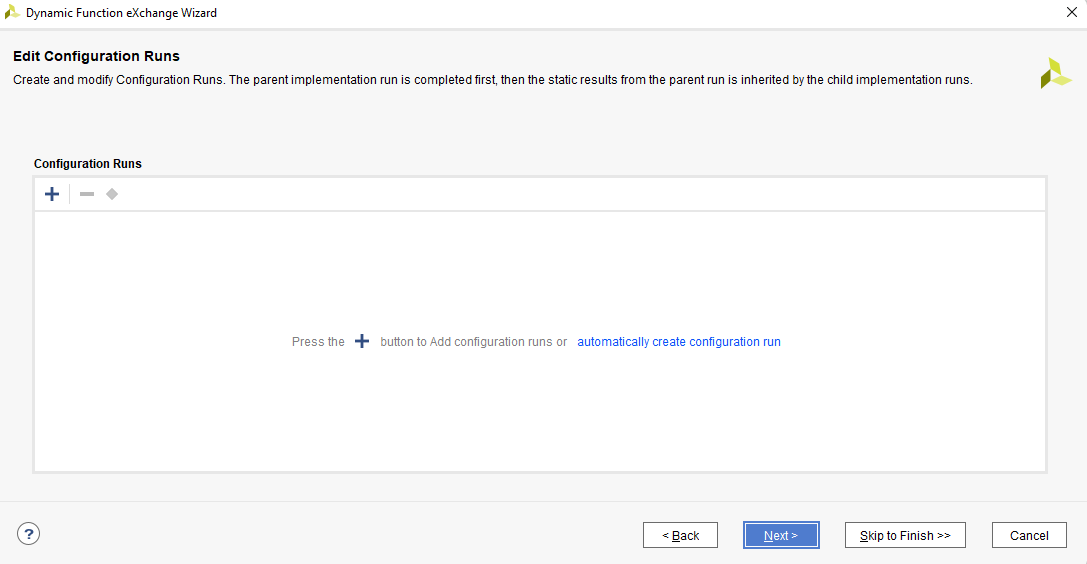 Dynamic Function eXchange Wizard
Edit Configuration Runs
Create and modify Configuration Runs. The parent implementation run is completed first, then the static results from the parent run is inherited by the child implementation runs.
Configuration Runs
Press the + button to Add configuration runs or automatically create configuration run
? < Back Next > Skip to Finish >> Cancel